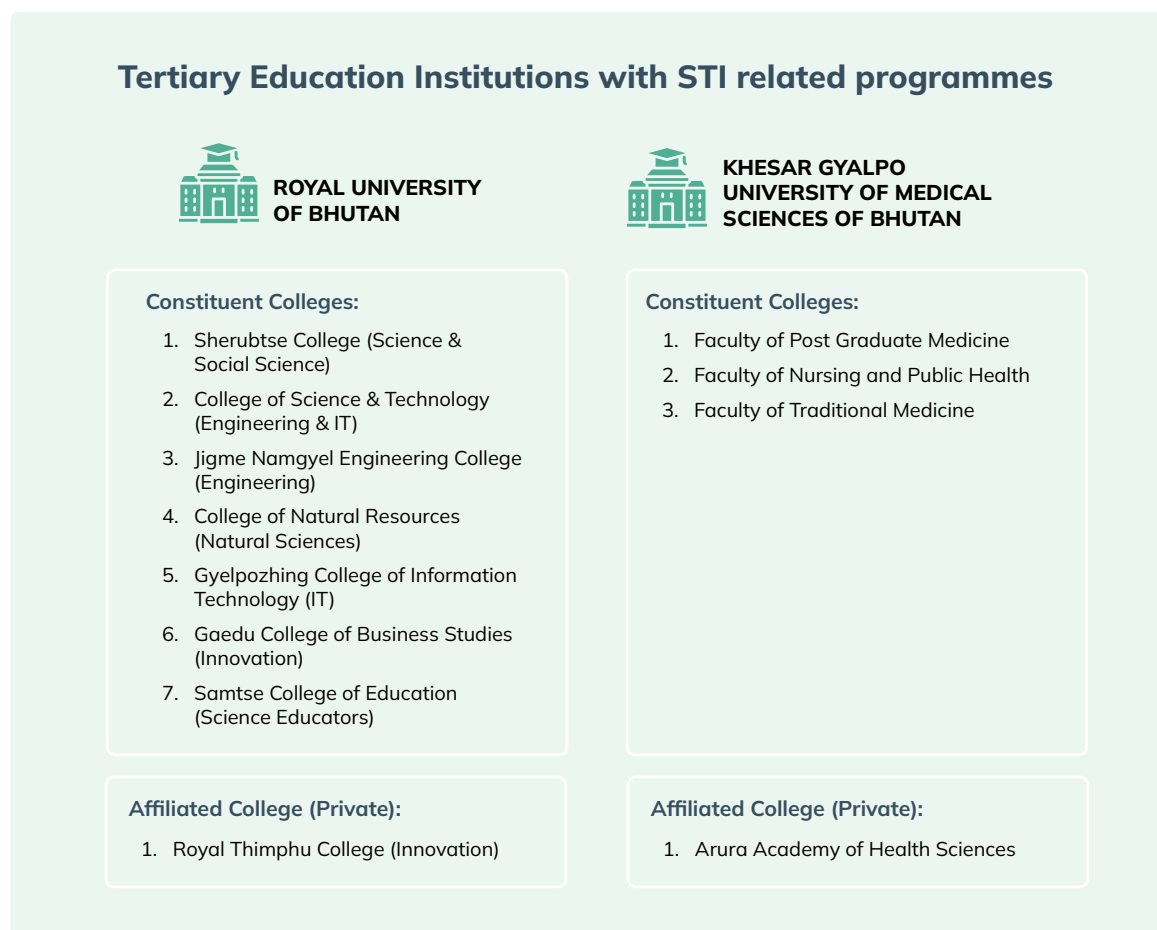 Tertiary Education Institutions with STI related programmes
ROYAL UNIVERSITY
OF BHUTAN
Constituent Colleges:
1. Sherubtse College (Science &
Social Science)
2. College of Science & Technology
(Engineering & IT)
3. Jigme Namgyel Engineering College
(Engineering)
4. College of Natural Resources
(Natural Sciences)
5. Gyelpozhing College of Information
Technology (IT)
6. Gaedu College of Business Studies
(Innovation)
7. Samtse College of Education
(Science Educators)
Affiliated College (Private):
1. Royal Thimphu College (Innovation)
KHESAR GYALPO
UNIVERSITY OF MEDICAL
SCIENCES OF BHUTAN
Constituent Colleges:
1. Faculty of Post Graduate Medicine
2. Faculty of Nursing and Public Health
3. Faculty of Traditional Medicine
Affiliated College (Private):
1. Arura Academy of Health Sciences